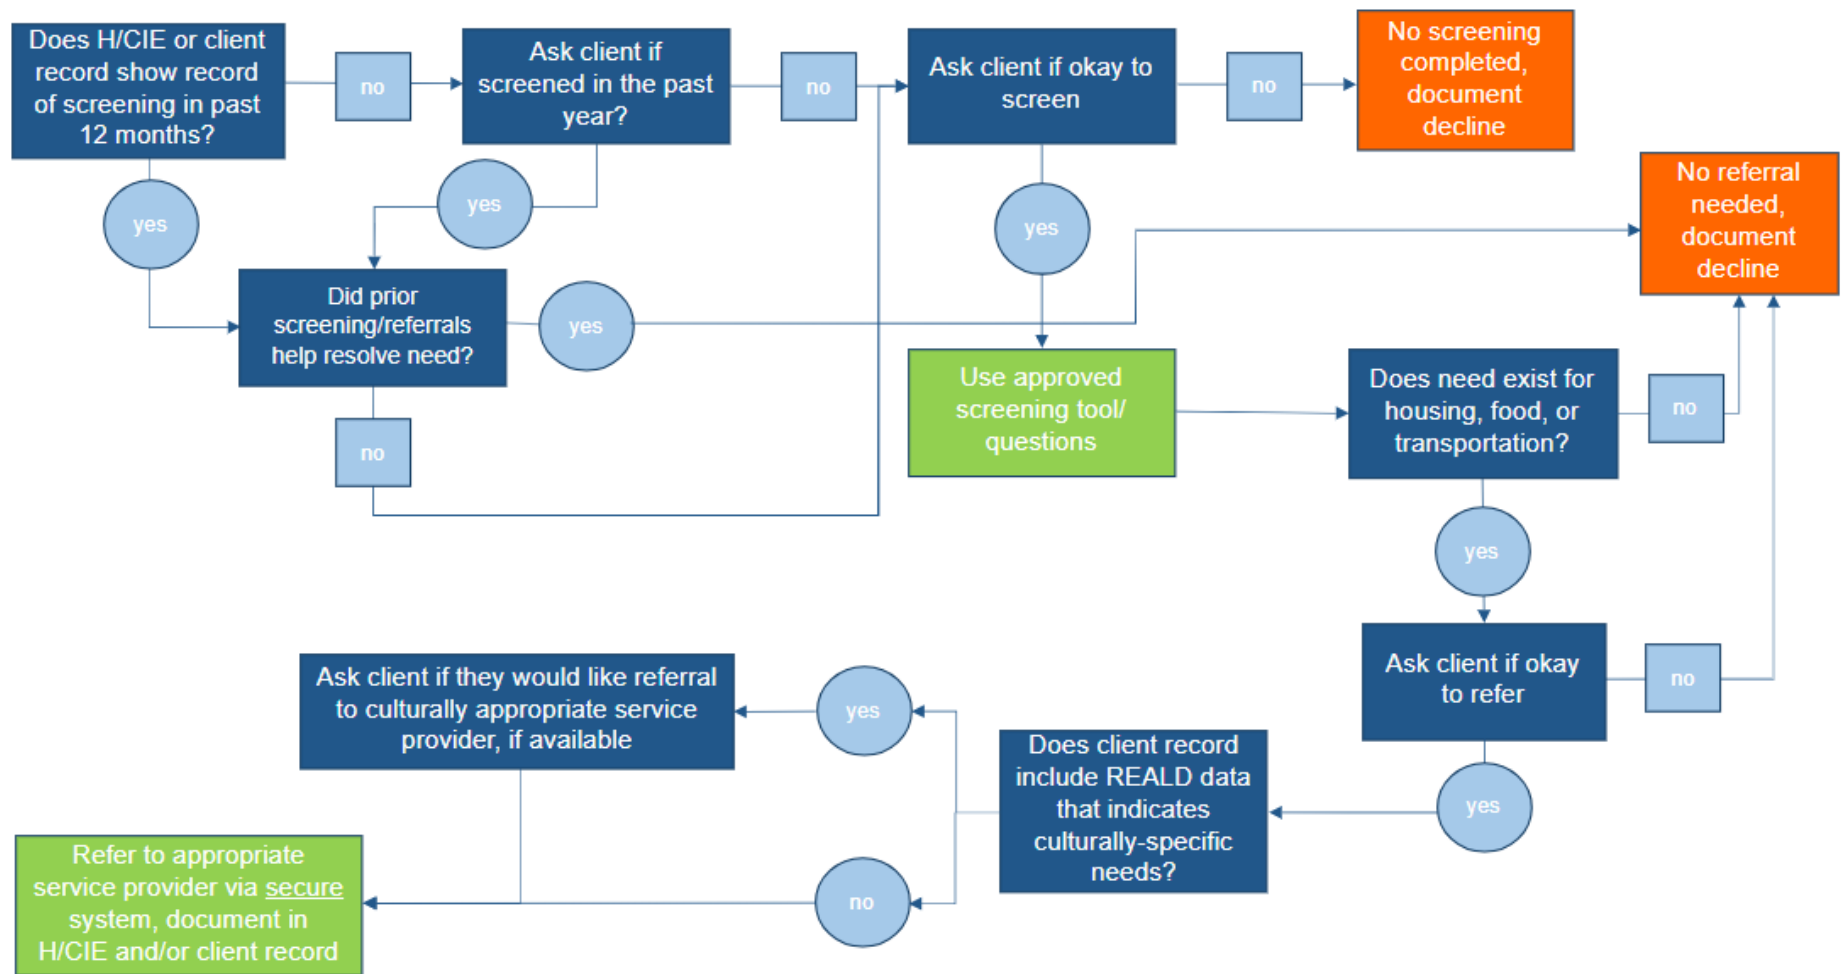 Does H/CIE or client
record show record
of screening in past
12 months?
no
Ask client if
screened in the past
year?
no
Ask client if okay to
screen
no
No screening
completed,
document
decline
yes
yes
yes
No referral
needed,
document
decline
Did prior
screening/referrals
help resolve need?
yes
no
Use approved
screening tool/
questions
Does need exist for
housing, food, or
transportation?
no
yes
Ask client if okay
to refer
no
yes
Does client record
include REALD data
that indicates
culturally-specific
needs?
yes
Ask client if they would like referral
to culturally appropriate service
provider, if available
no
Refer to appropriate
service provider via secure
system, document in
H/CIE and/or client record